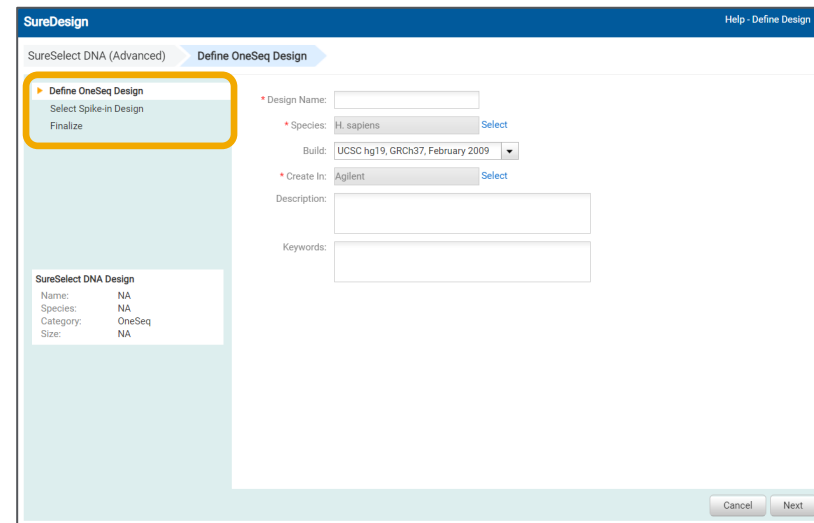 SureDesign
Help - Define Design
SureSelect DNA (Advanced)
Define OneSeq Design
Define OneSeq Design
Select Spike-in Design
Finalize
* Design Name:
* Species: H. sapiens Select
Build: UCSC hg19, GRCh37, February 2009
* Create In: Agilent Select
Description:
Keywords:
SureSelect DNA Design
Name: NA
Species: NA
Category: OneSeq
Size: NA
Cancel Next